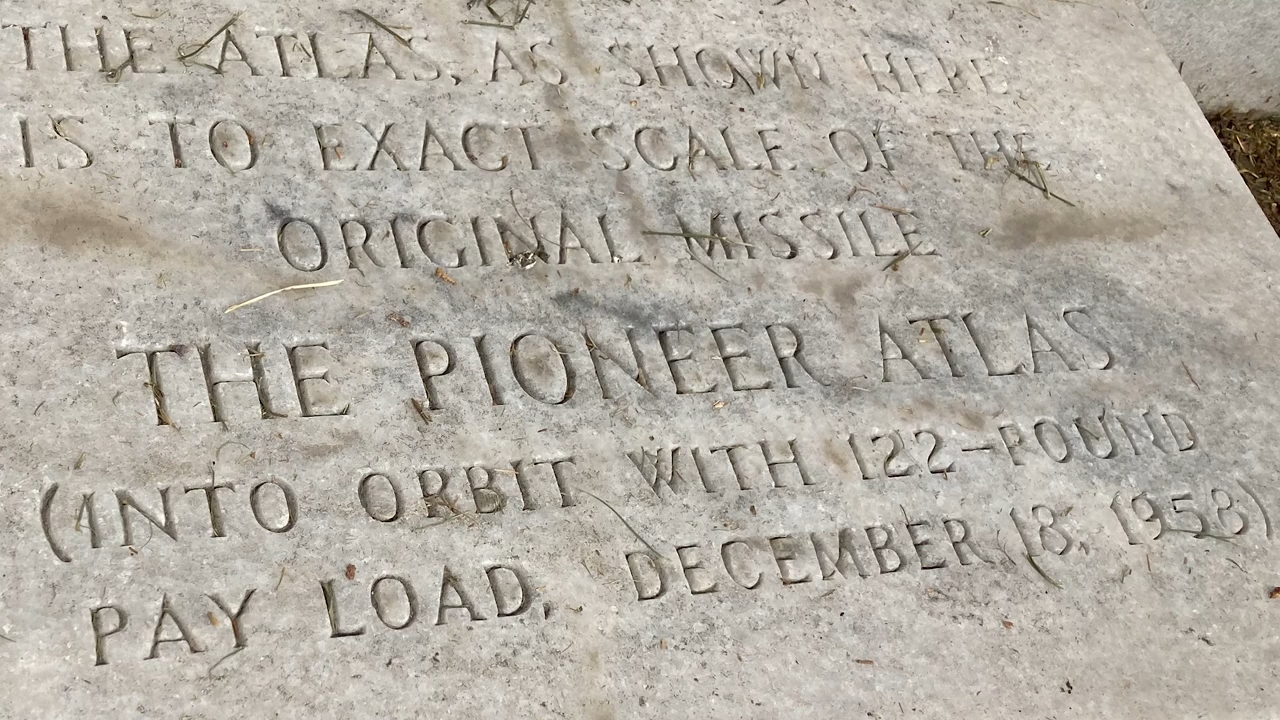 THE ATLAS, AS SHOWN HERE
IS TO EXACT SCALE OF THE
ORIGINAL MISSILE
THE PIONEER ATLAS
(INTO ORBIT WITH 122-POUND
PAY LOAD, DECEMBER 18, 1958)